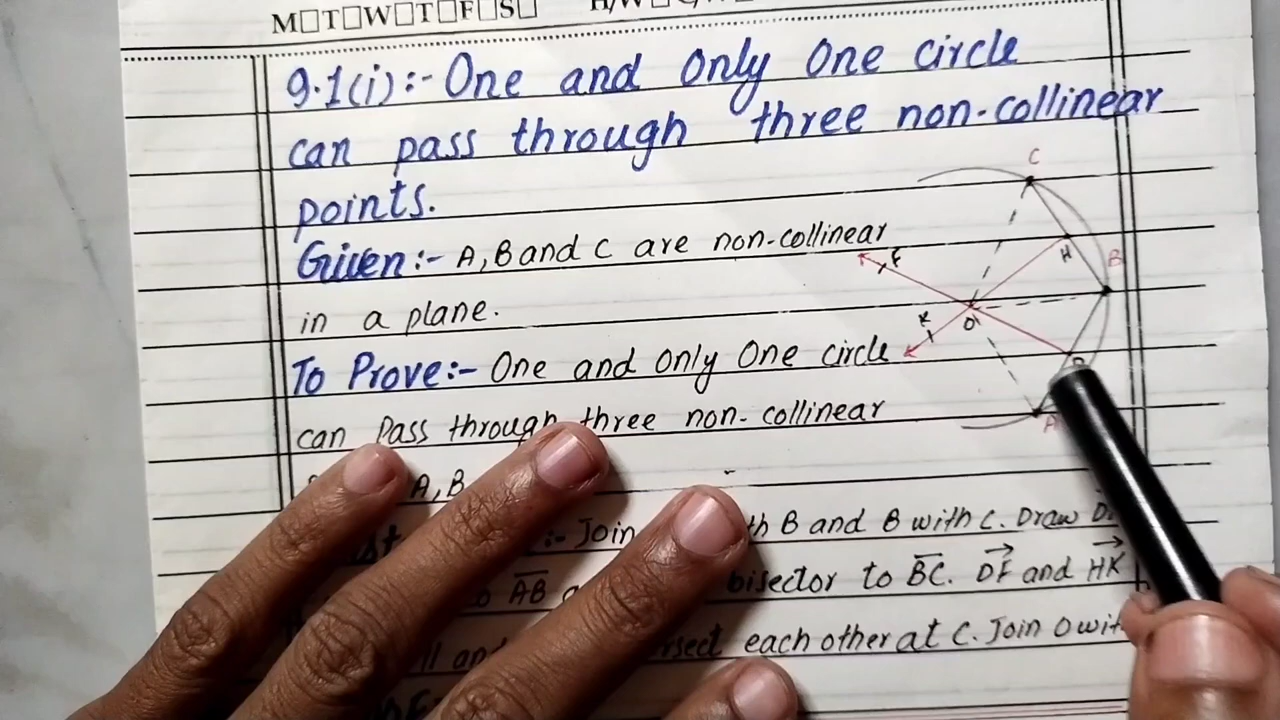 M□T□W□T□F□S□ H/W
9.1(i):- One and Only One circle
can pass through three non-collinear
points.
Given:- A, B and C are non-collinear
in a plane.
To Prove:- One and Only One circle
can Pass through three non-collinear
A, B
:- Join B and B with C. Draw
AB bisector to BC. DF and HK
each other at C. Join O
C
F
H
B
K
O
A